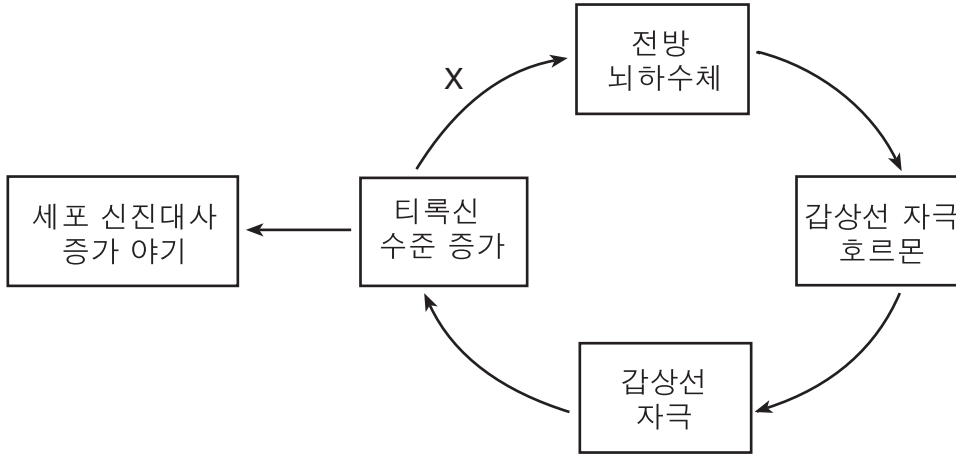 전방
뇌하수체
X
세포 신진대사
증가 야기
티록신
수준 증가
갑상선 자극
호르몬
갑상선
자극